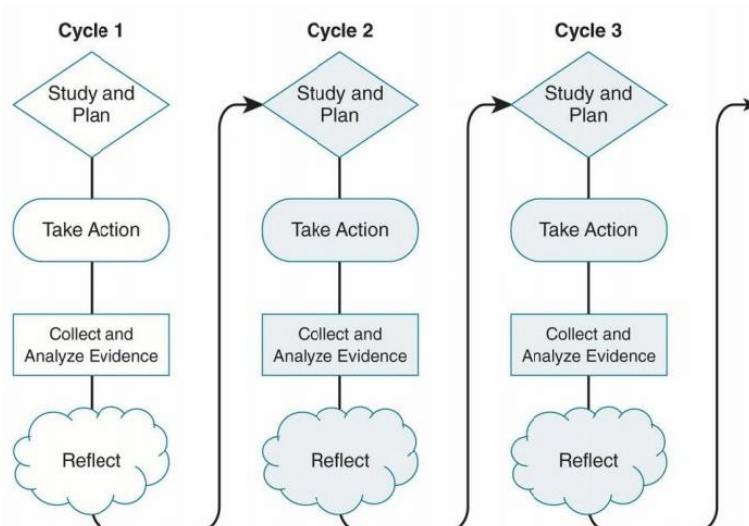 Cycle 1
Study and
Plan
Take Action
Collect and
Analyze Evidence
Reflect
Cycle 2
Study and
Plan
Take Action
Collect and
Analyze Evidence
Reflect
Cycle 3
Study and
Plan
Take Action
Collect and
Analyze Evidence
Reflect